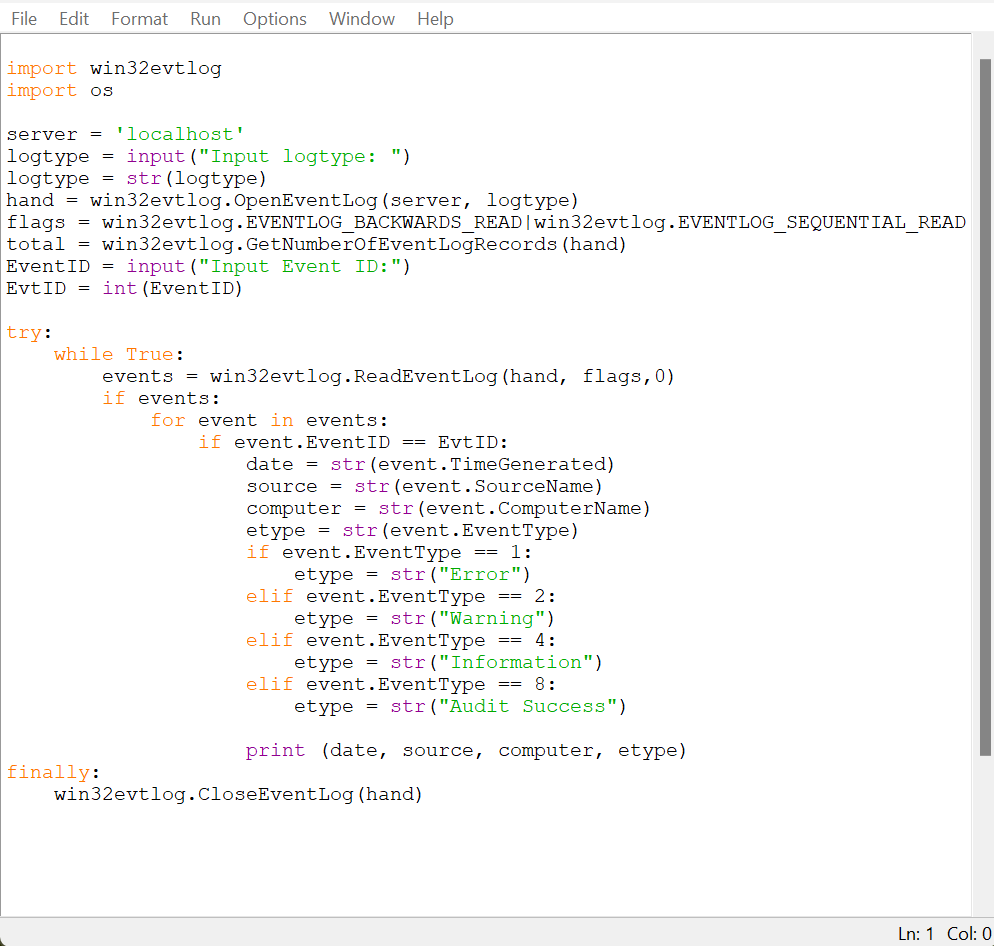 File Edit Format Run Options Window Help
import win32evtlog
import os
server = 'localhost'
logtype = input("Input logtype: ")
logtype = str(logtype)
hand = win32evtlog.OpenEventLog(server, logtype)
flags = win32evtlog.EVENTLOG_BACKWARDS_READ|win32evtlog.EVENTLOG_SEQUENTIAL_READ
total = win32evtlog.GetNumberOfEventLogRecords(hand)
EventID = input("Input Event ID:")
EvtID = int(EventID)
try:
    while True:
        events = win32evtlog.ReadEventLog(hand, flags,0)
        if events:
            for event in events:
                if event.EventID == EvtID:
                    date = str(event.TimeGenerated)
                    source = str(event.SourceName)
                    computer = str(event.ComputerName)
                    etype = str(event.EventType)
                    if event.EventType == 1:
                        etype = str("Error")
                    elif event.EventType == 2:
                        etype = str("Warning")
                    elif event.EventType == 4:
                        etype = str("Information")
                    elif event.EventType == 8:
                        etype = str("Audit Success")
                    print (date, source, computer, etype)
finally:
    win32evtlog.CloseEventLog(hand)
Ln: 1 Col: 0